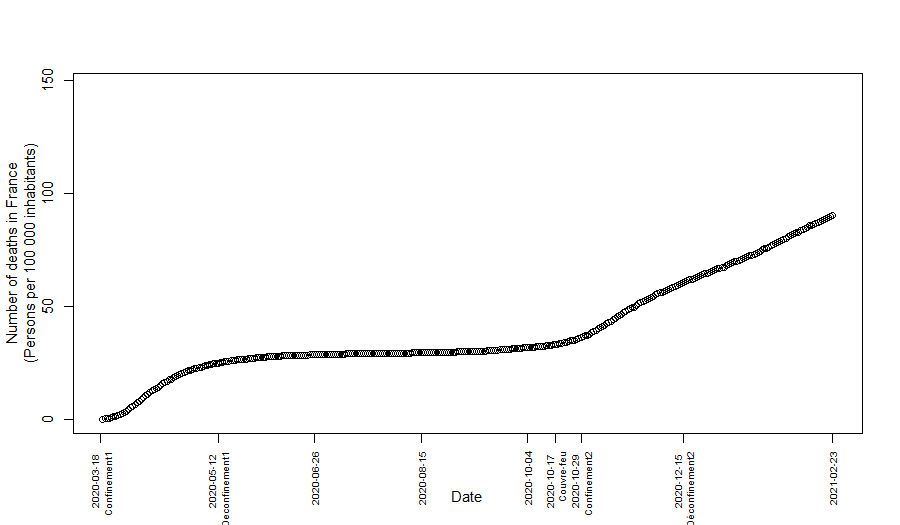 Number of deaths in France
(Persons per 100 000 inhabitants)
150
100
50
0
2020-03-18
Confinement1
2020-05-12
Déconfinement1
2020-06-26
2020-08-15
2020-10-04
2020-10-17
Couvre-feu
2020-10-29
Confinement2
2020-12-15
Déconfinement2
2021-02-23
Date